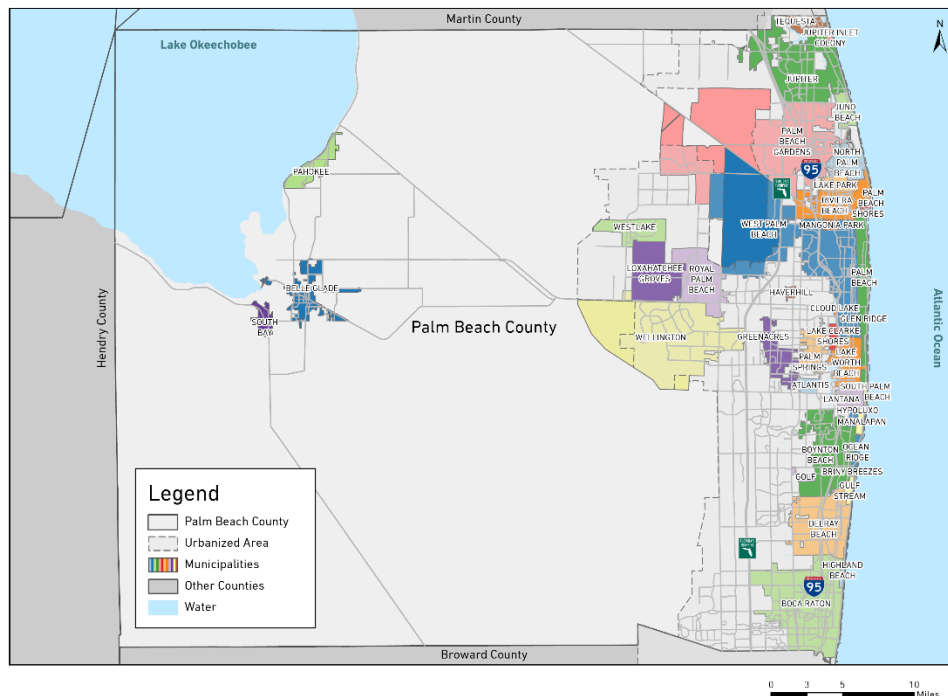 Martin County
Lake Okeechobee
N
TEQUESTA
JUPITER INLET
COLONY
JUPITER
JUNO
BEACH
PALM
BEACH
GARDENS
NORTH
PALM
BEACH
95
LAKE PARK
RIVIERA
BEACH
PALM
BEACH
SHORES
MANGONIA PARK
WEST PALM
BEACH
PAHOKEE
WESTLAKE
LOXAHATCHEE
GROVES
ROYAL
PALM
BEACH
HAVERHILL
PALM
BEACH
CLOUD LAKE
GLEN RIDGE
BELLE GLADE
SOUTH
BAY
Hendry County
Palm Beach County
WELLINGTON
GREENACRES
LAKE CLARKE
SHORES
PALM
SPRINGS
LAKE
WORTH
BEACH
ATLANTIS
SOUTH PALM
BEACH
LANTANA
HYPOLUXO
MANALAPAN
OCEAN
RIDGE
BOYNTON
BEACH
BRINY BREEZES
GOLF
GULF
STREAM
DELRAY
BEACH
HIGHLAND
BEACH
95
BOCA RATON
Atlantic Ocean
Legend
Palm Beach County
Urbanized Area
Municipalities
Other Counties
Water
Broward County
0 3 5 10
Miles